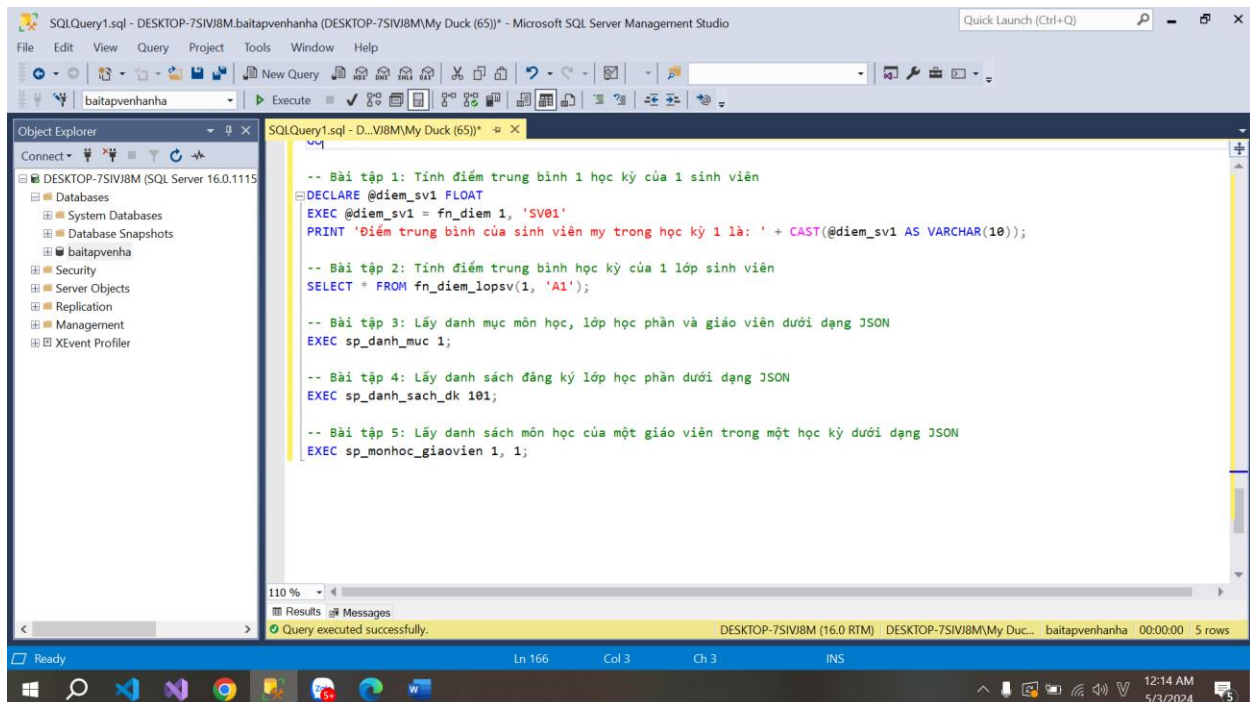 SQLQuery1.sql - DESKTOP-7SIVJ8M.baitapvenhanha (DESKTOP-7SIVJ8M\My Duck (65))* - Microsoft SQL Server Management Studio
Quick Launch (Ctrl+Q)
File Edit View Query Project Tools Window Help
New Query
baitapvenhanha
Execute
Object Explorer
SQLQuery1.sql - D...VJ8M\My Duck (65))*
Connect
DESKTOP-7SIVJ8M (SQL Server 16.0.1115
Databases
System Databases
Database Snapshots
baitapvenha
Security
Server Objects
Replication
Management
XEvent Profiler
-- Bài tập 1: Tính điểm trung bình 1 học kỳ của 1 sinh viên
DECLARE @diem_sv1 FLOAT
EXEC @diem_sv1 = fn_diem 1, 'SV01'
PRINT 'Điểm trung bình của sinh viên my trong học kỳ 1 là: ' + CAST(@diem_sv1 AS VARCHAR(10));
-- Bài tập 2: Tính điểm trung bình học kỳ của 1 lớp sinh viên
SELECT * FROM fn_diem_lopsv(1, 'A1');
-- Bài tập 3: Lấy danh mục môn học, lớp học phần và giáo viên dưới dạng JSON
EXEC sp_danh_muc 1;
-- Bài tập 4: Lấy danh sách đăng ký lớp học phần dưới dạng JSON
EXEC sp_danh_sach_dk 101;
-- Bài tập 5: Lấy danh sách môn học của một giáo viên trong một học kỳ dưới dạng JSON
EXEC sp_monhoc_giaovien 1, 1;
110 %
Results Messages
Query executed successfully.
DESKTOP-7SIVJ8M (16.0 RTM) DESKTOP-7SIVJ8M\My Duc... baitapvenhanha 00:00:00 5 rows
Ready Ln 166 Col 3 Ch 3 INS
12:14 AM
5/3/2024